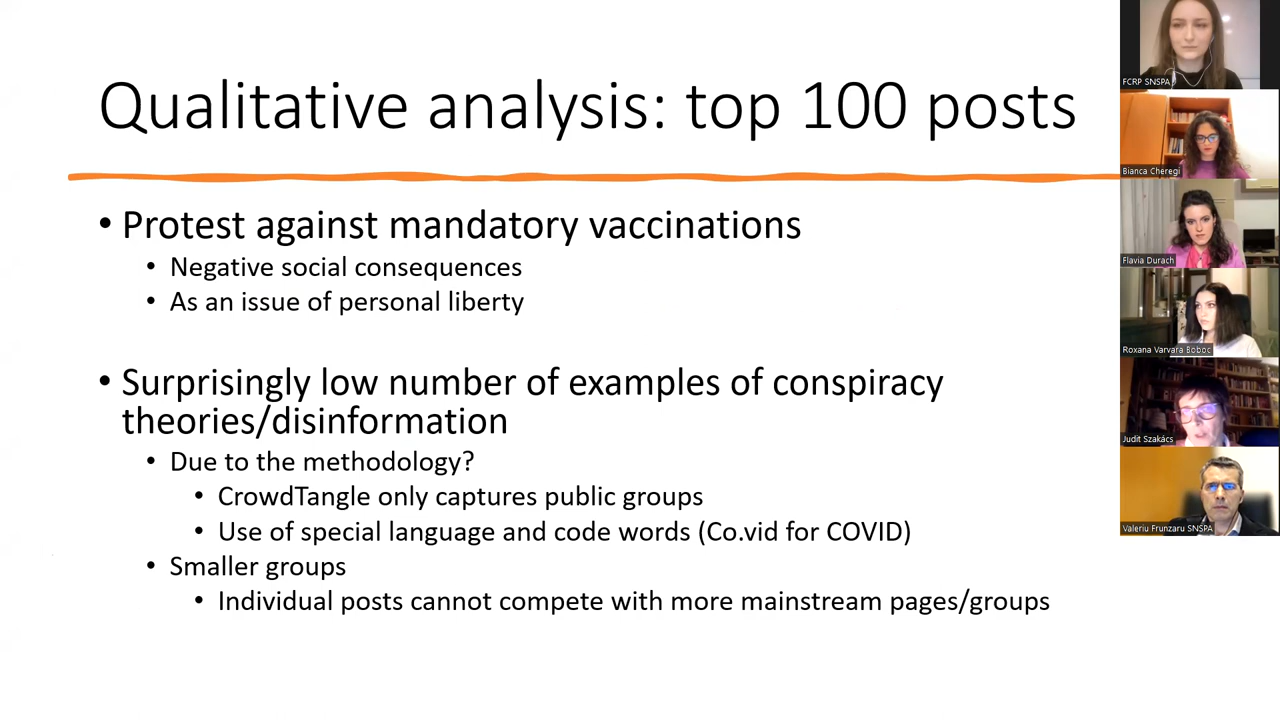 Qualitative analysis: top 100 posts
• Protest against mandatory vaccinations
• Negative social consequences
• As an issue of personal liberty
• Surprisingly low number of examples of conspiracy
theories/disinformation
• Due to the methodology?
• CrowdTangle only captures public groups
• Use of special language and code words (Co.vid for COVID)
• Smaller groups
• Individual posts cannot compete with more mainstream pages/groups
FCRP SNSPA
Bianca Cheregi
Flavia Durach
Roxana Varvara Boboc
Judit Szakács
Valeriu Frunzaru SNSPA